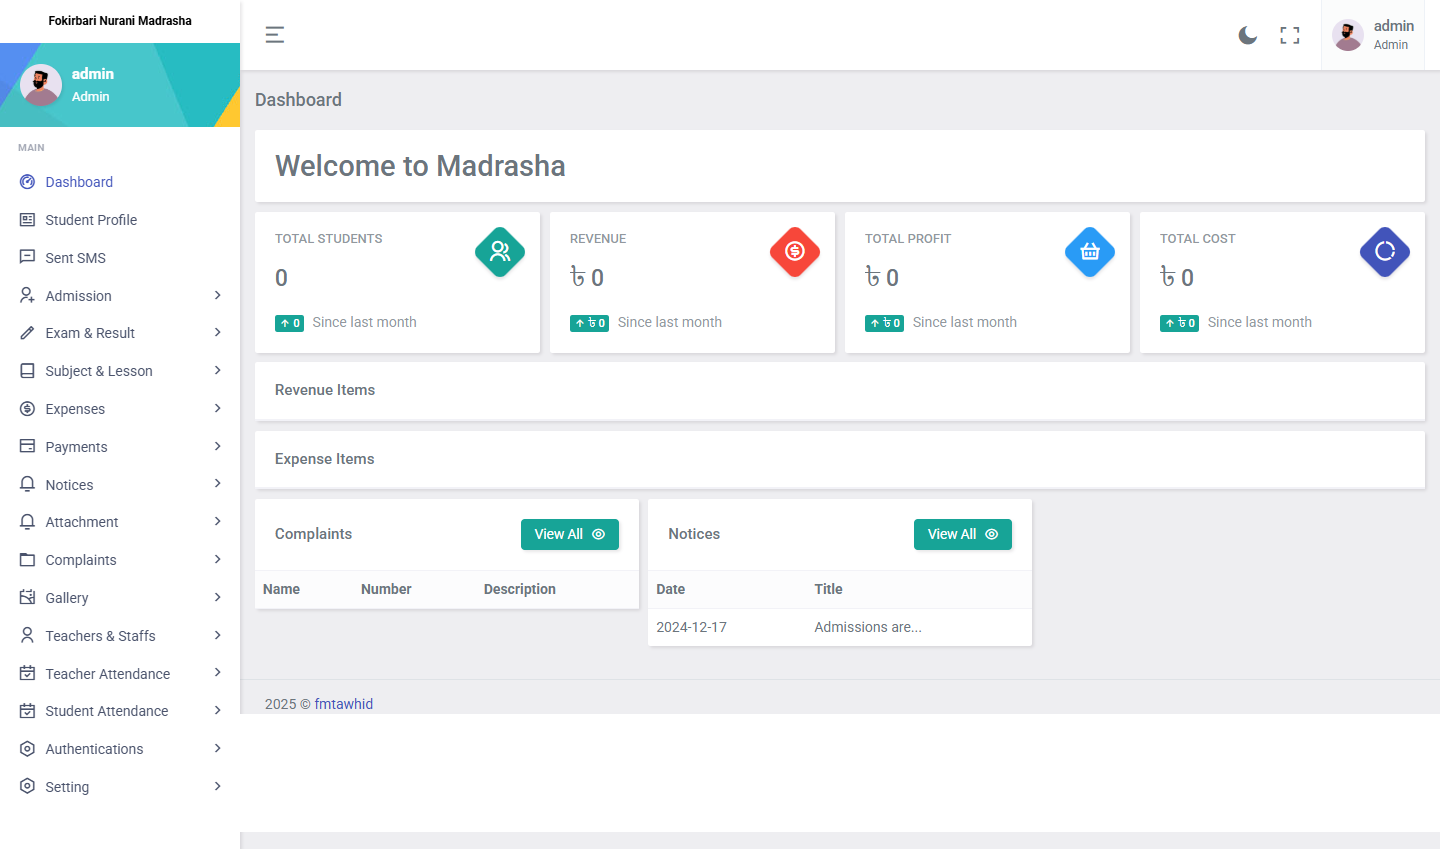 Fokirbari Nurani Madrasha
admin
Admin
admin
Admin
MAIN
Dashboard
Student Profile
Sent SMS
Admission
Exam & Result
Subject & Lesson
Expenses
Payments
Notices
Attachment
Complaints
Gallery
Teachers & Staffs
Teacher Attendance
Student Attendance
Authentications
Setting
Dashboard
Welcome to Madrasha
TOTAL STUDENTS
0
0 Since last month
REVENUE
৳ 0
৳ 0 Since last month
TOTAL PROFIT
৳ 0
৳ 0 Since last month
TOTAL COST
৳ 0
৳ 0 Since last month
Revenue Items
Expense Items
Complaints View All
Name Number Description
Notices View All
Date Title
2024-12-17 Admissions are...
2025 © fmtawhid